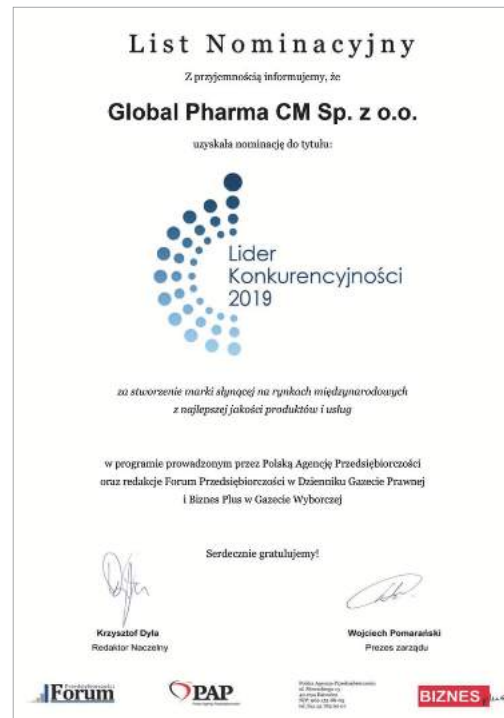 List Nominacyjny
Z przyjemnością informujemy, że
Global Pharma CM Sp. z o.o.
uzyskała nominację do tytułu:
Lider
Konkurencyjności
2019
za stworzenie marki słynącej na rynkach międzynarodowych
z najlepszej jakości produktów i usług
w programie prowadzonym przez Polską Agencję Przedsiębiorczości
oraz redakcje Forum Przedsiębiorczości w Dzienniku Gazecie Prawnej
i Biznes Plus w Gazecie Wyborczej
Serdecznie gratulujemy!
Krzysztof Dyla
Redaktor Naczelny
Wojciech Pomarański
Prezes zarządu
Forum
PAP
Polska Agencja Przedsiębiorczości
BIZNES